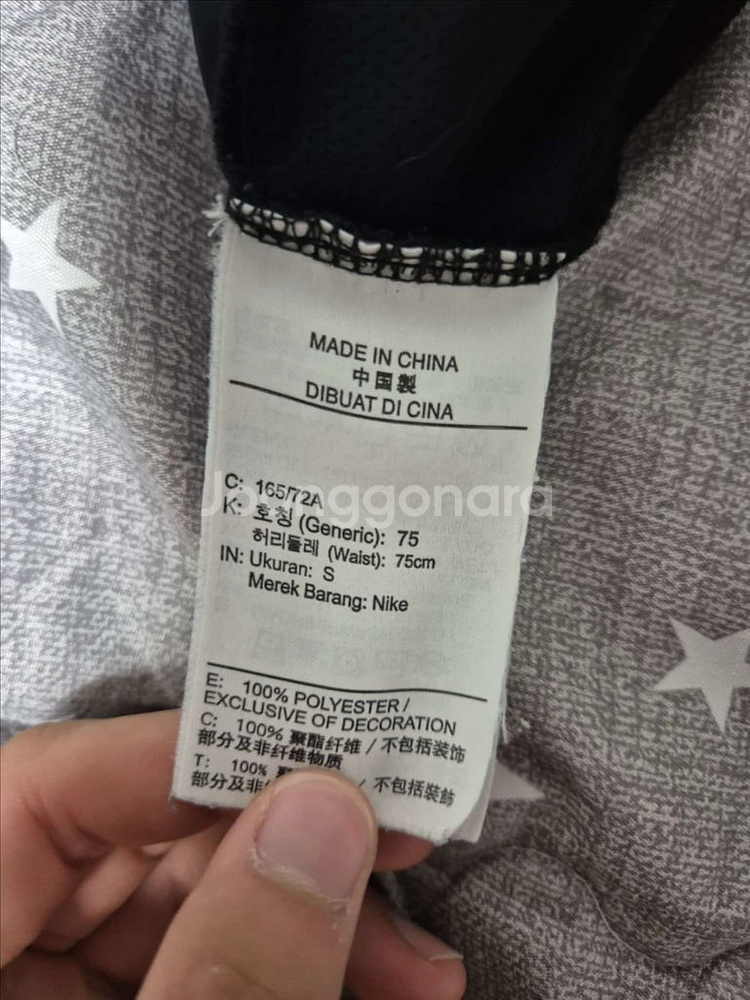 MADE IN CHINA
中国製
DIBUAT DI CINA
C: 165/72A
Joonggonara
K: 호칭 (Generic): 75
허리둘레 (Waist): 75cm
IN: Ukuran: S
Merek Barang: Nike
E: 100% POLYESTER /
EXCLUSIVE OF DECORATION
C: 100% 聚酯纤维 / 不包括装饰
部分及非纤维物质
T: 100% 聚 / 不包括裝飾
部分及非